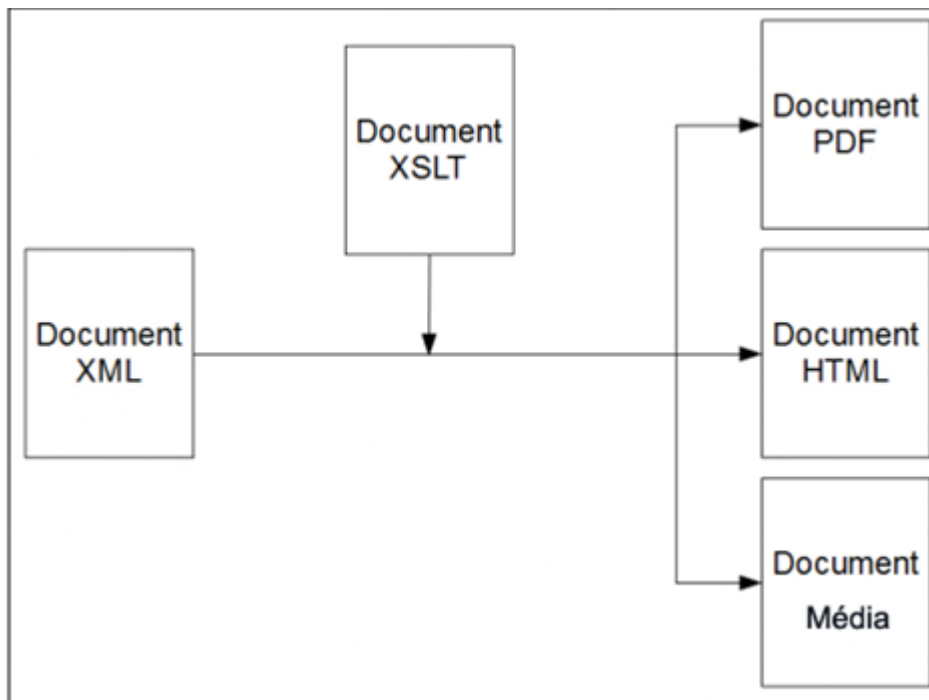 Document
XML
Document
XSLT
Document
PDF
Document
HTML
Document
Média